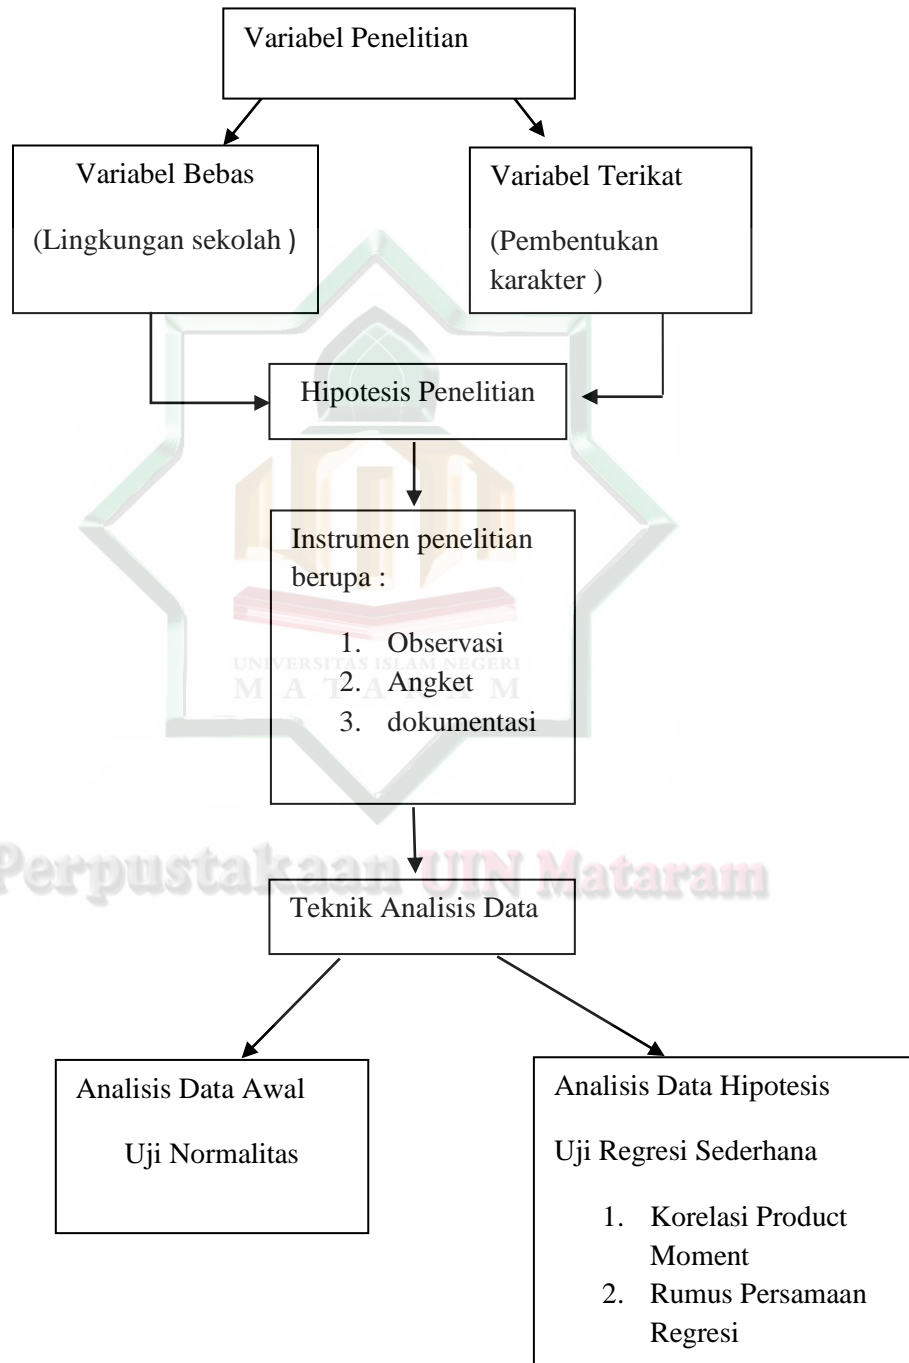 Variabel Penelitian
Variabel Bebas
(Lingkungan sekolah )
Variabel Terikat
(Pembentukan
karakter )
Hipotesis Penelitian
Instrumen penelitian
berupa :
1. Observasi
2. Angket
3. dokumentasi
UNIVERSITAS ISLAM NEGERI
MATARAM
Perpustakaan UIN Mataram
Teknik Analisis Data
Analisis Data Awal
Uji Normalitas
Analisis Data Hipotesis
Uji Regresi Sederhana
1. Korelasi Product
Moment
2. Rumus Persamaan
Regresi